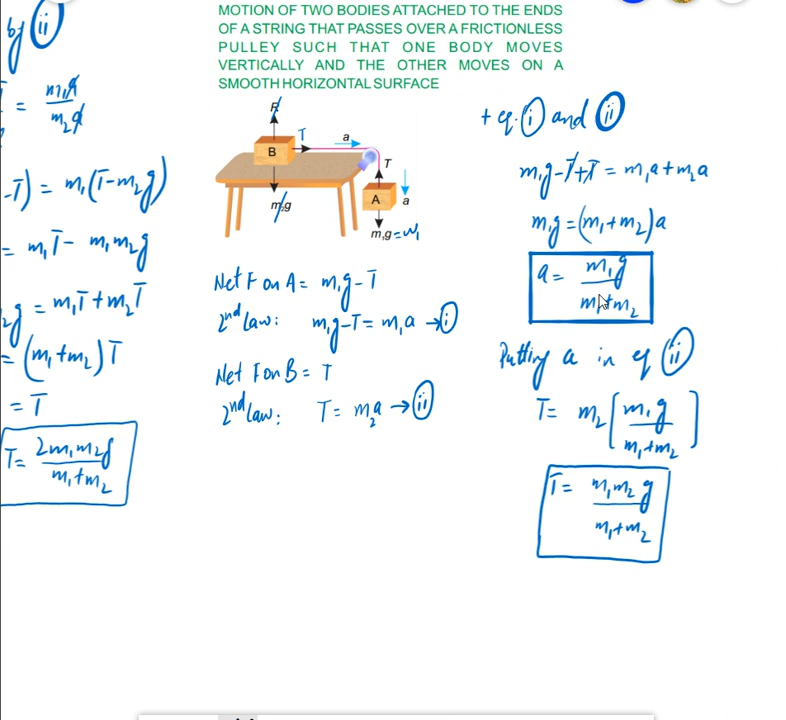 by (ii)
= m₁g / m₂g
-T) = m₁(T-m₂g)
= m₁T - m₁m₂g
2g = m₁T+m₂T
= (m₁+m₂)T
= T
T= 2m₁m₂g / m₁+m₂
MOTION OF TWO BODIES ATTACHED TO THE ENDS
OF A STRING THAT PASSES OVER A FRICTIONLESS
PULLEY SUCH THAT ONE BODY MOVES
VERTICALLY AND THE OTHER MOVES ON A
SMOOTH HORIZONTAL SURFACE
R
T
a
B
T
A
a
m₂g
m₁g=w₁
Net F on A= m₁g-T
2nd law: m₁g-T= m₁a →(i)
Net F on B= T
2nd law: T= m₂a →(ii)
+ eq.(i) and (ii)
m₁g-T+T = m₁a+m₂a
m₁g=(m₁+m₂)a
a= m₁g / m₁+m₂
Putting a in eq (ii)
T= m₂[m₁g / m₁+m₂]
T= m₁m₂g / m₁+m₂